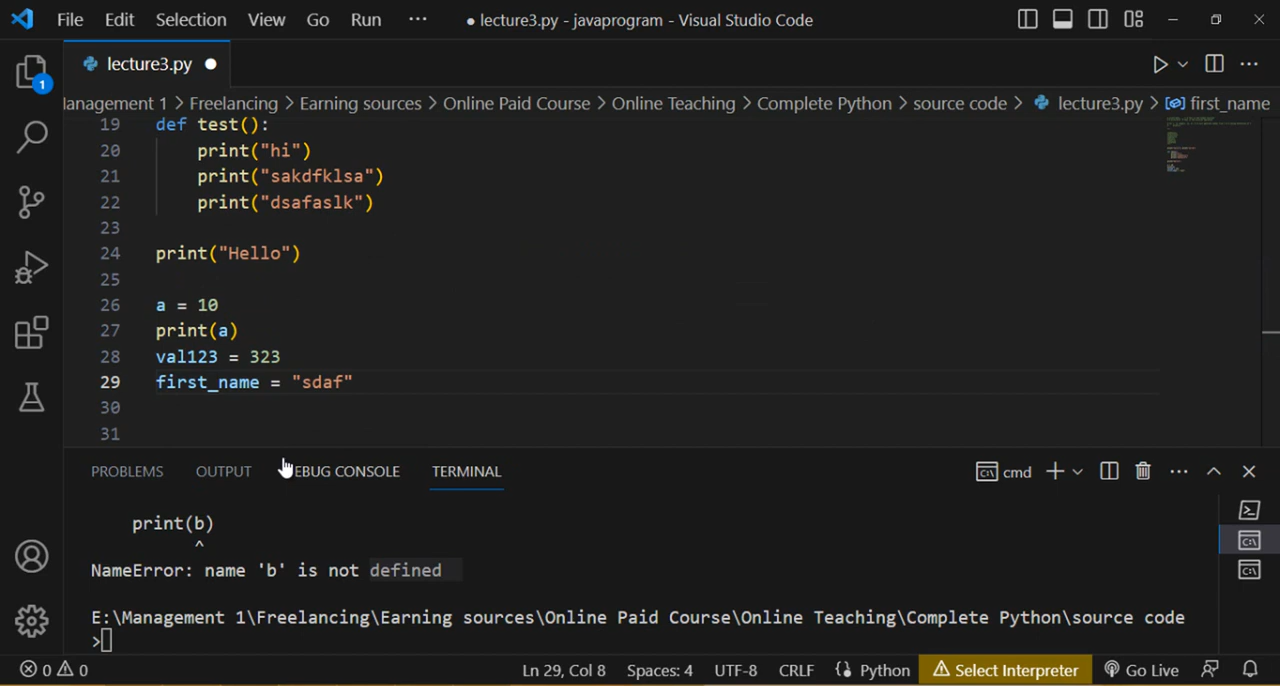 File Edit Selection View Go Run ··· ● lecture3.py - javaprogram - Visual Studio Code
lecture3.py ●
1
lanagement 1 > Freelancing > Earning sources > Online Paid Course > Online Teaching > Complete Python > source code > lecture3.py > first_name
19 def test():
20 print("hi")
21 print("sakdfklsa")
22 print("dsafaslk")
23
24 print("Hello")
25
26 a = 10
27 print(a)
28 val123 = 323
29 first_name = "sdaf"
30
31
PROBLEMS OUTPUT EBUG CONSOLE TERMINAL cmd
print(b)
^
NameError: name 'b' is not defined
E:\Management 1\Freelancing\Earning sources\Online Paid Course\Online Teaching\Complete Python\source code
>
0 0 Ln 29, Col 8 Spaces: 4 UTF-8 CRLF Python Select Interpreter Go Live